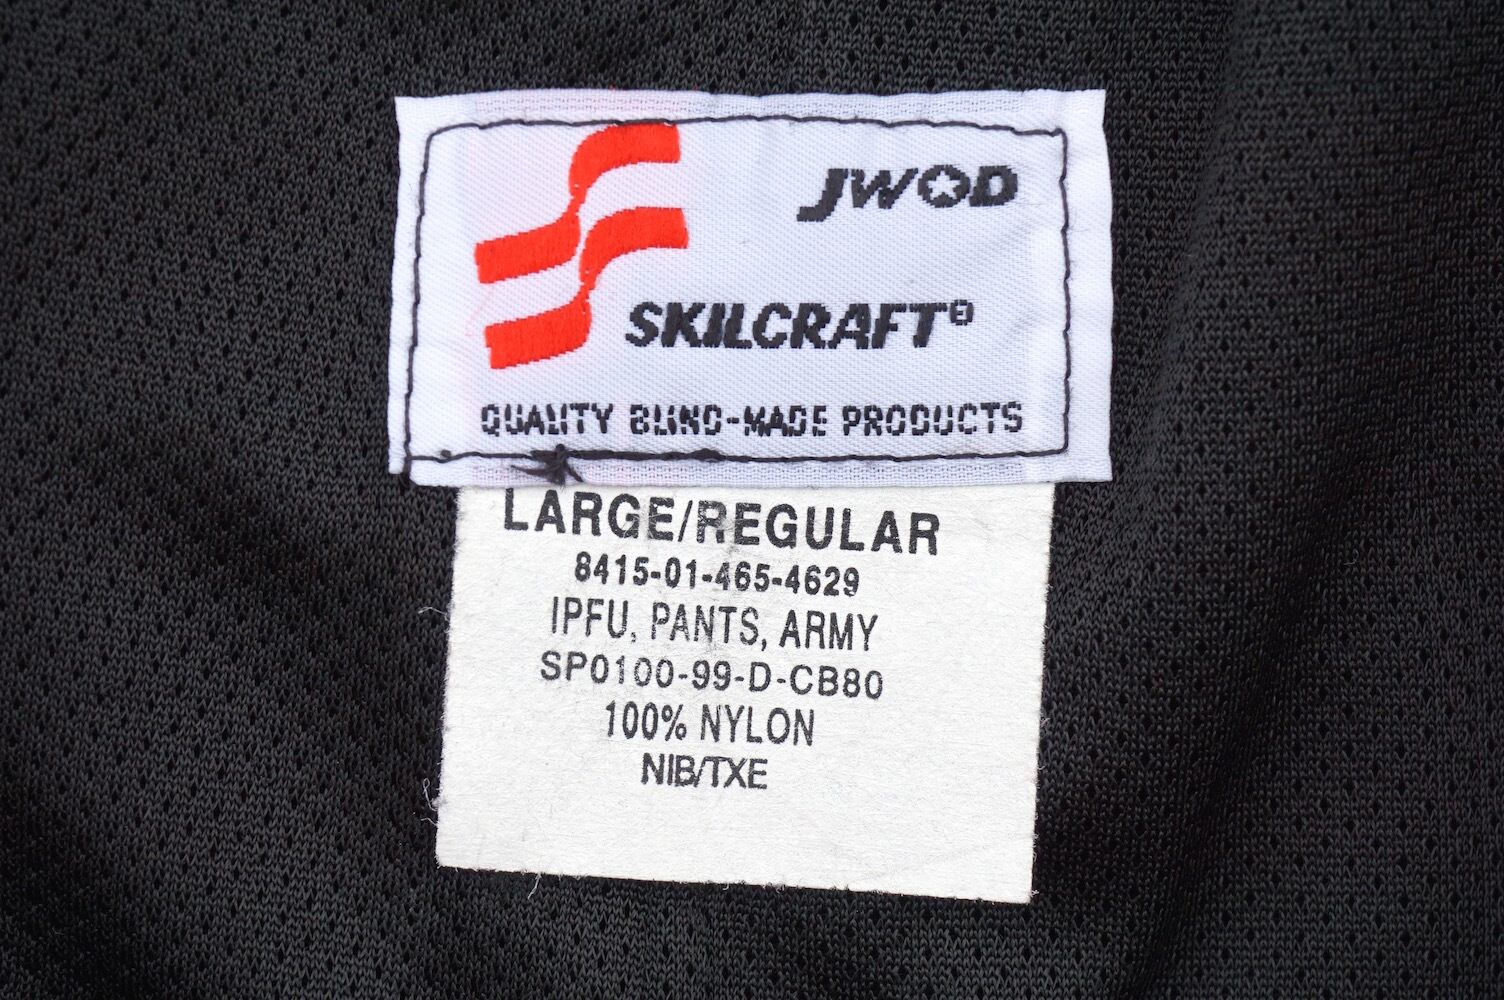 JWOD
SKILCRAFT®
QUALITY BLIND-MADE PRODUCTS
LARGE/REGULAR
8415-01-465-4629
IPFU, PANTS, ARMY
SP0100-99-D-CB80
100% NYLON
NIB/TXE